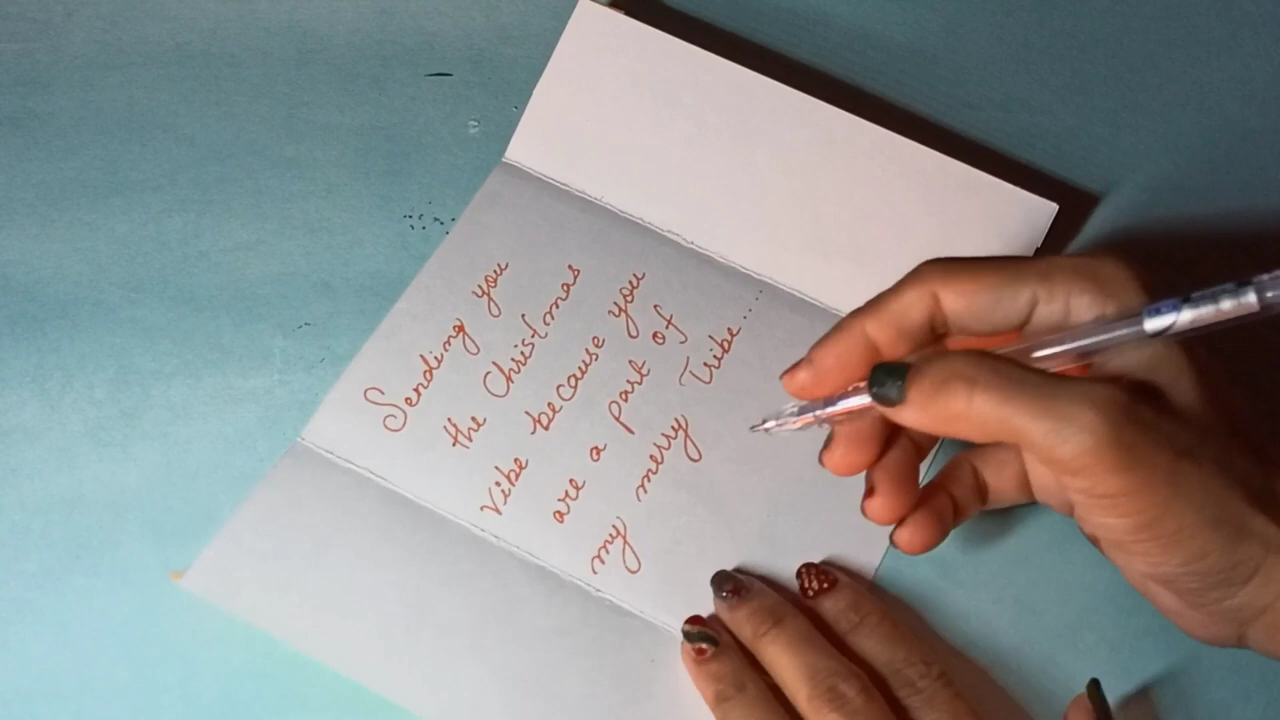 Sending you
the Christmas
vibe because you
are a part of
my merry Tribe....